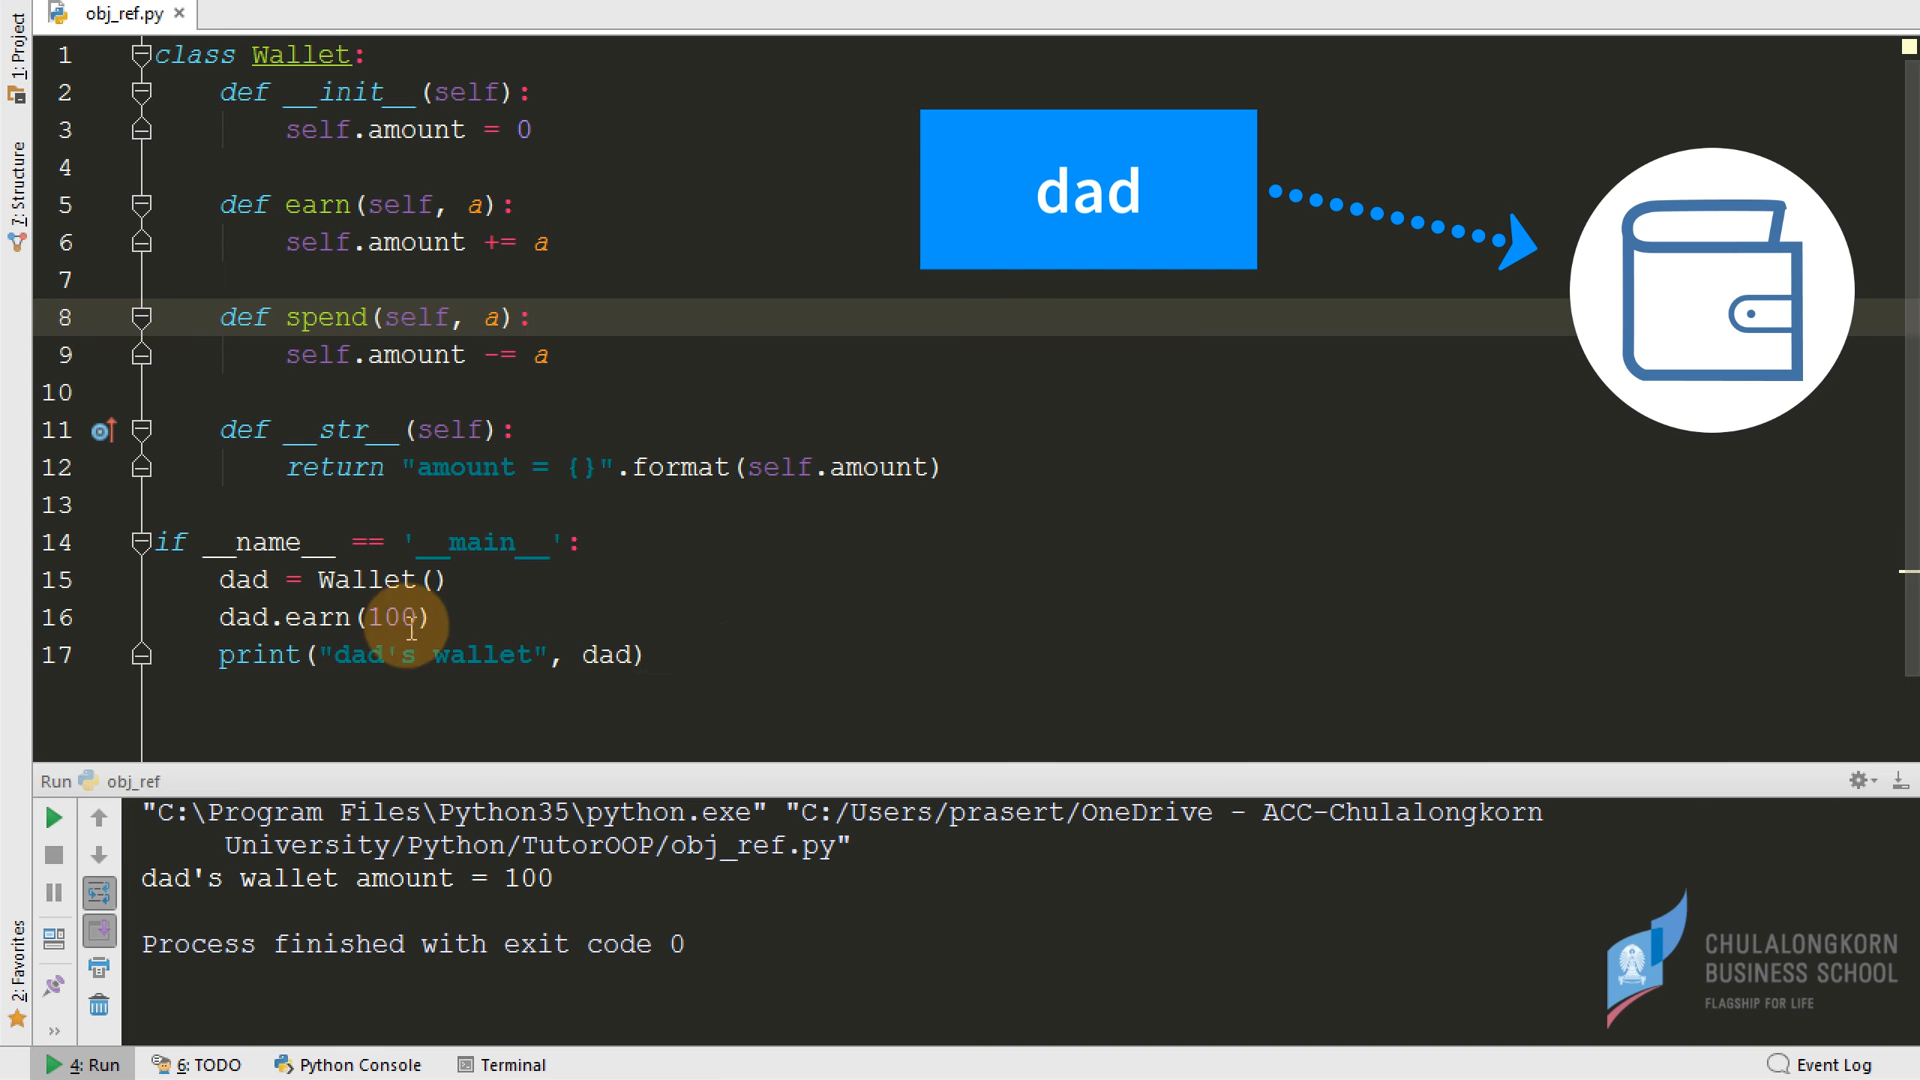 obj_ref.py
1: Project
7: Structure
2: Favorites
1 class Wallet:
2 def __init__(self):
3 self.amount = 0
4
5 def earn(self, a):
6 self.amount += a
7
8 def spend(self, a):
9 self.amount -= a
10
11 def __str__(self):
12 return "amount = {}".format(self.amount)
13
14 if __name__ == '__main__':
15 dad = Wallet()
16 dad.earn(100)
17 print("dad's wallet", dad)
dad
Run obj_ref
"C:\Program Files\Python35\python.exe" "C:/Users/prasert/OneDrive - ACC-Chulalongkorn
University/Python/TutorOOP/obj_ref.py"
dad's wallet amount = 100
Process finished with exit code 0
CHULALONGKORN
BUSINESS SCHOOL
FLAGSHIP FOR LIFE
4: Run 6: TODO Python Console Terminal Event Log